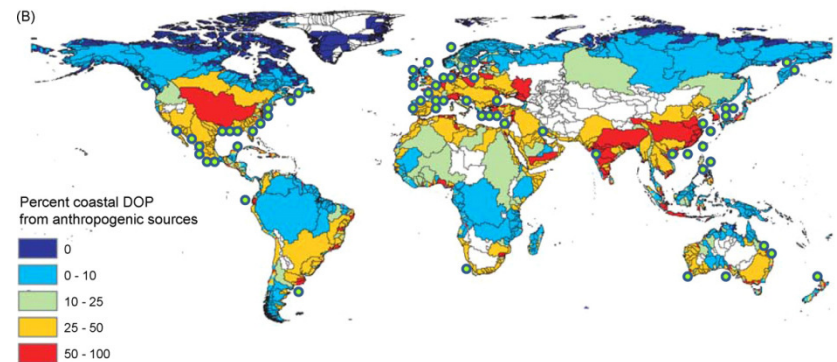 (B)
Percent coastal DOP
from anthropogenic sources
0
0 - 10
10 - 25
25 - 50
50 - 100